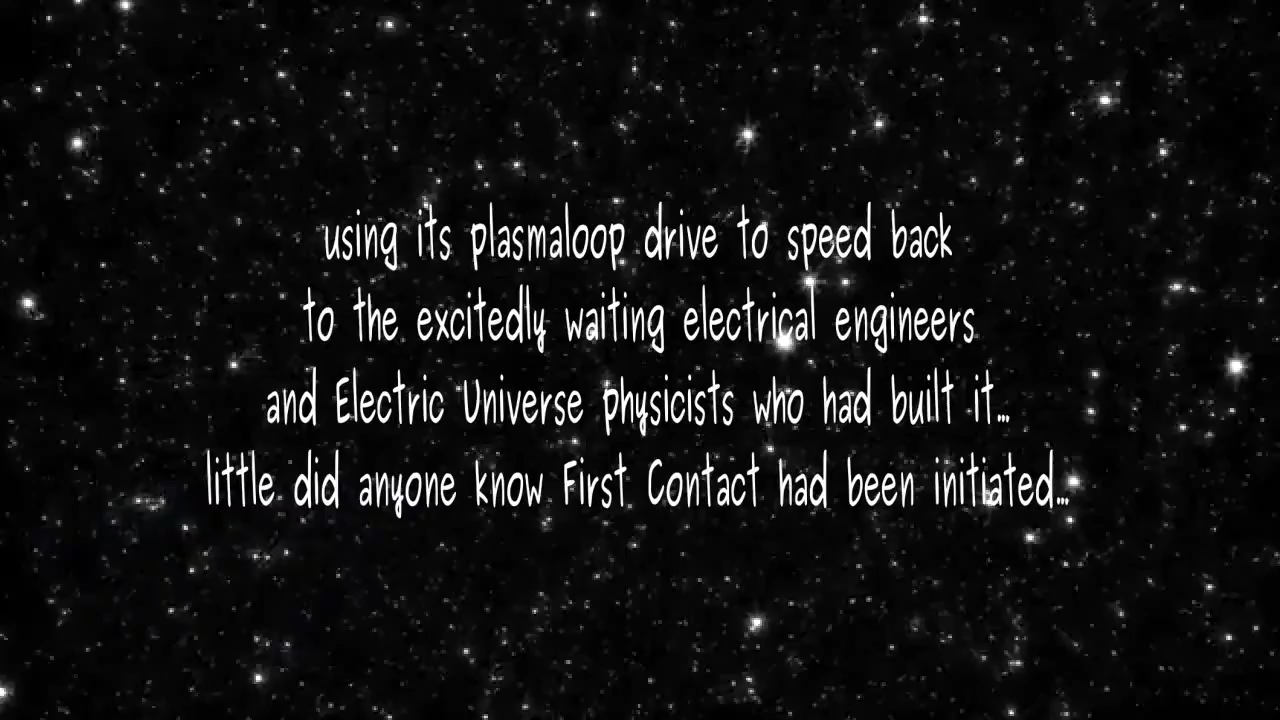 using its plasmaloop drive to speed back
to the excitedly waiting electrical engineers
and Electric Universe physicists who had built it...
little did anyone know First Contact had been initiated...